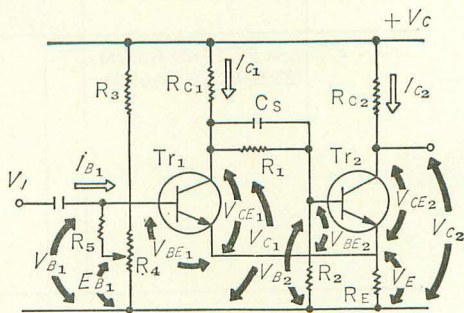 +Vc
R3
Rc1
Ic1
Rc2
Ic2
Cs
R1
Tr1
Tr2
iB1
Vi
R5
R4
VB1
EB1
VBE1
VCE1
VC1
VB2
R2
VBE2
VCE2
VC2
VE
RE